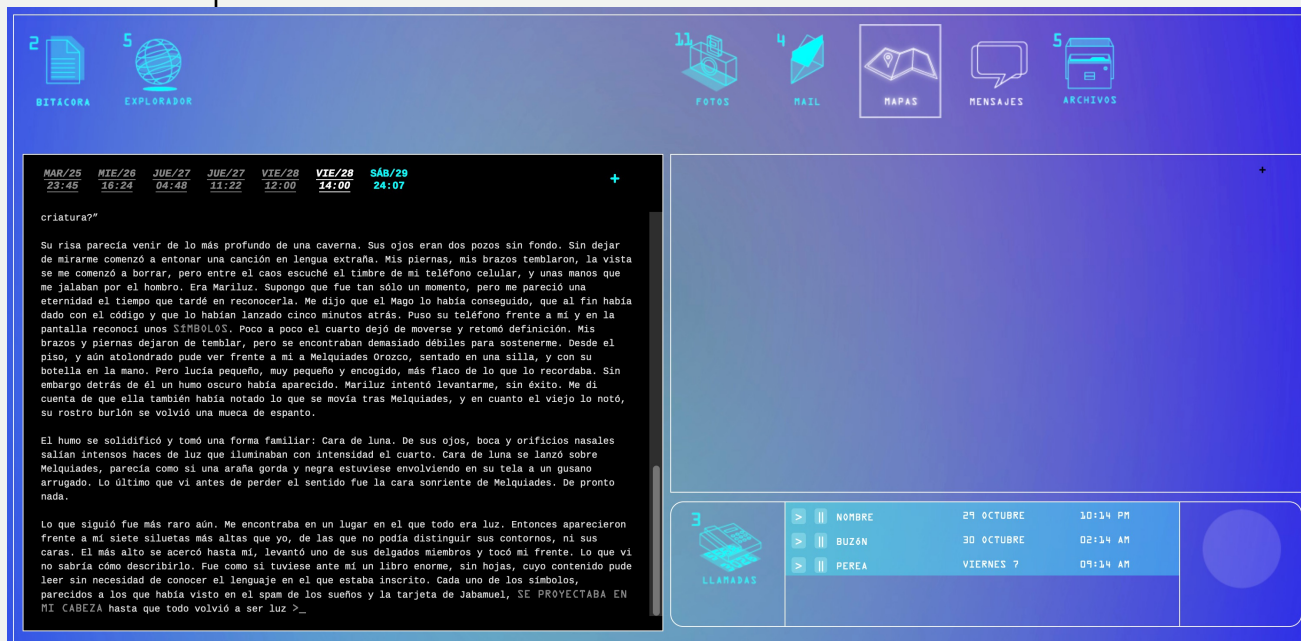 2
BITÁCORA
5
EXPLORADOR
11
FOTOS
4
MAIL
MAPAS
MENSAJES
5
ARCHIVOS
MAR/25 MIE/26 JUE/27 JUE/27 VIE/28 VIE/28 SÁB/29
23:45 16:24 04:48 11:22 12:00 14:00 24:07
+
criatura?”
Su risa parecía venir de lo más profundo de una caverna. Sus ojos eran dos pozos sin fondo. Sin dejar
de mirarme comenzó a entonar una canción en lengua extraña. Mis piernas, mis brazos temblaron, la vista
se me comenzó a borrar, pero entre el caos escuché el timbre de mi teléfono celular, y unas manos que
me jalaban por el hombro. Era Mariluz. Supongo que fue tan sólo un momento, pero me pareció una
eternidad el tiempo que tardé en reconocerla. Me dijo que el Mago lo había conseguido, que al fin había
dado con el código y que lo habían lanzado cinco minutos atrás. Puso su teléfono frente a mí y en la
pantalla reconocí unos SÍMBOLOS. Poco a poco el cuarto dejó de moverse y retomó definición. Mis
brazos y piernas dejaron de temblar, pero se encontraban demasiado débiles para sostenerme. Desde el
piso, y aún atolondrado pude ver frente a mi a Melquiades Orozco, sentado en una silla, y con su
botella en la mano. Pero lucía pequeño, muy pequeño y encogido, más flaco de lo que lo recordaba. Sin
embargo detrás de él un humo oscuro había aparecido. Mariluz intentó levantarme, sin éxito. Me di
cuenta de que ella también había notado lo que se movía tras Melquiades, y en cuanto el viejo lo notó,
su rostro burlón se volvió una mueca de espanto.
El humo se solidificó y tomó una forma familiar: Cara de luna. De sus ojos, boca y orificios nasales
salían intensos haces de luz que iluminaban con intensidad el cuarto. Cara de luna se lanzó sobre
Melquiades, parecía como si una araña gorda y negra estuviese envolviendo en su tela a un gusano
arrugado. Lo último que vi antes de perder el sentido fue la cara sonriente de Melquiades. De pronto
nada.
Lo que siguió fue más raro aún. Me encontraba en un lugar en el que todo era luz. Entonces aparecieron
frente a mí siete siluetas más altas que yo, de las que no podía distinguir sus contornos, ni sus
caras. El más alto se acercó hasta mí, levantó uno de sus delgados miembros y tocó mi frente. Lo que vi
no sabría cómo describirlo. Fue como si tuviese ante mí un libro enorme, sin hojas, cuyo contenido pude
leer sin necesidad de conocer el lenguaje en el que estaba inscrito. Cada uno de los símbolos,
parecidos a los que había visto en el spam de los sueños y la tarjeta de Jabamuel, SE PROYECTABA EN
MI CABEZA hasta que todo volvió a ser luz >_
+
3
LLAMADAS
> || NOMBRE 29 OCTUBRE 10:14 PM
> || BUZÓN 30 OCTUBRE 02:14 AM
> || PEREA VIERNES 7 09:14 AM